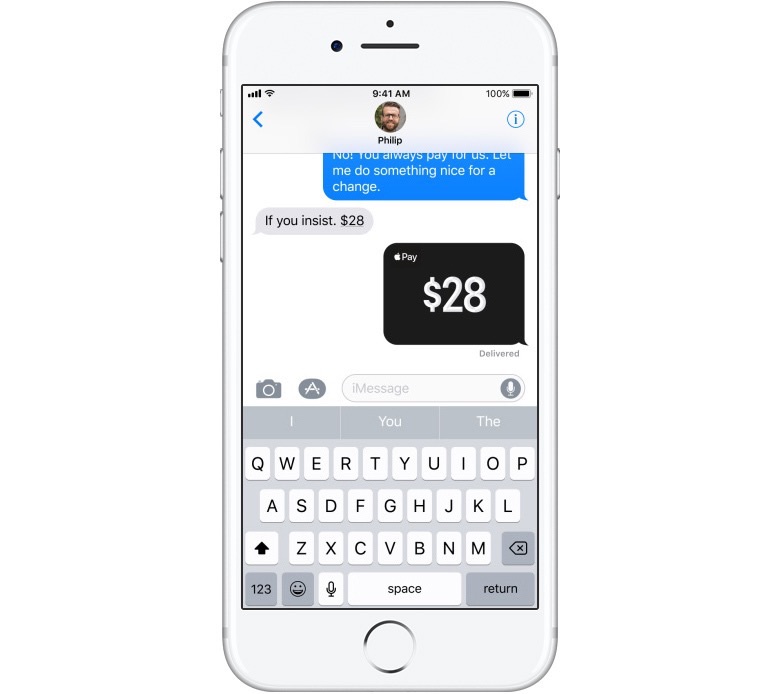 9:41 AM 100%
Philip
No! You always pay for us. Let
me do something nice for a
change.
If you insist. $28
Pay
$28
Delivered
iMessage
I You The
Q W E R T Y U I O P
A S D F G H J K L
Z X C V B N M
123 space return